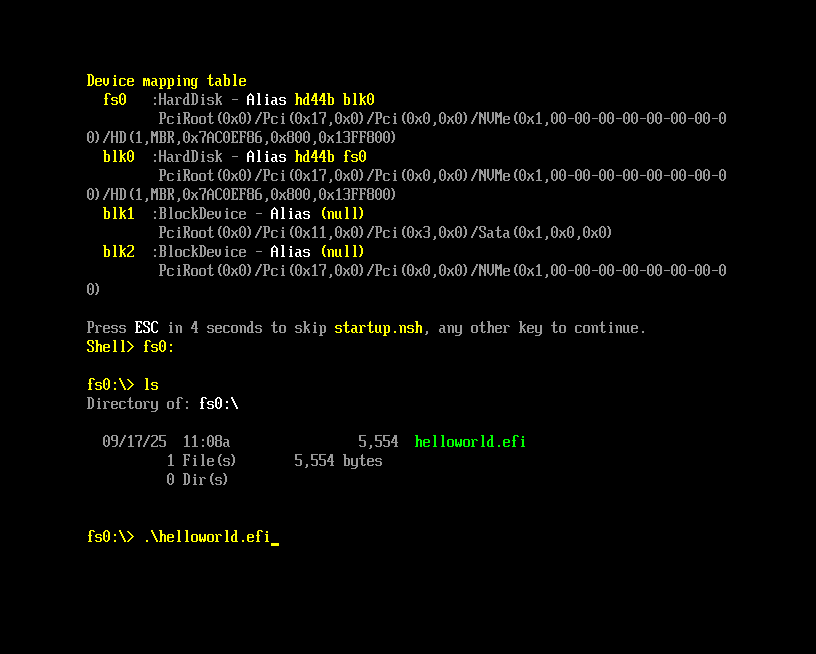 Device mapping table
fs0 :HardDisk - Alias hd44b blk0
PciRoot(0x0)/Pci(0x17,0x0)/Pci(0x0,0x0)/NVMe(0x1,00-00-00-00-00-00-00-0
0)/HD(1,MBR,0x7AC0EF86,0x800,0x13FF800)
blk0 :HardDisk - Alias hd44b fs0
PciRoot(0x0)/Pci(0x17,0x0)/Pci(0x0,0x0)/NVMe(0x1,00-00-00-00-00-00-00-0
0)/HD(1,MBR,0x7AC0EF86,0x800,0x13FF800)
blk1 :BlockDevice - Alias (null)
PciRoot(0x0)/Pci(0x11,0x0)/Pci(0x3,0x0)/Sata(0x1,0x0,0x0)
blk2 :BlockDevice - Alias (null)
PciRoot(0x0)/Pci(0x17,0x0)/Pci(0x0,0x0)/NVMe(0x1,00-00-00-00-00-00-00-0
0)
Press ESC in 4 seconds to skip startup.nsh, any other key to continue.
Shell> fs0:
fs0:\> ls
Directory of: fs0:\
09/17/25 11:08a 5,554 helloworld.efi
1 File(s) 5,554 bytes
0 Dir(s)
fs0:\> .\helloworld.efi_